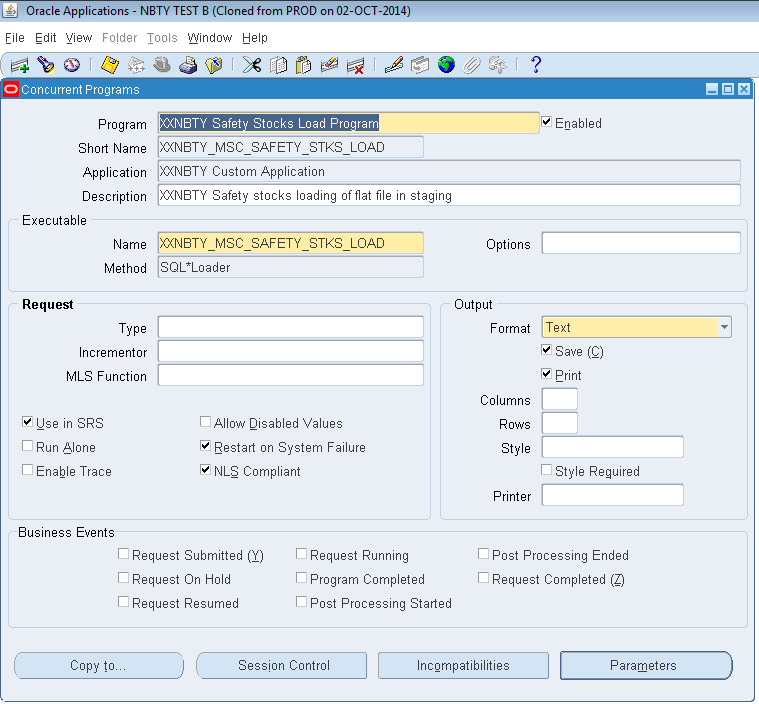 Oracle Applications - NBTY TEST B (Cloned from PROD on 02-OCT-2014)
File Edit View Folder Tools Window Help
Concurrent Programs
Program XXNBTY Safety Stocks Load Program Enabled
Short Name XXNBTY_MSC_SAFETY_STKS_LOAD
Application XXNBTY Custom Application
Description XXNBTY Safety stocks loading of flat file in staging
Executable
Name XXNBTY_MSC_SAFETY_STKS_LOAD Options
Method SQL*Loader
Request
Type
Incrementor
MLS Function
Use in SRS Allow Disabled Values
Run Alone Restart on System Failure
Enable Trace NLS Compliant
Output
Format Text
Save (C)
Print
Columns
Rows
Style
Style Required
Printer
Business Events
Request Submitted (Y) Request Running Post Processing Ended
Request On Hold Program Completed Request Completed (Z)
Request Resumed Post Processing Started
Copy to... Session Control Incompatibilities Parameters